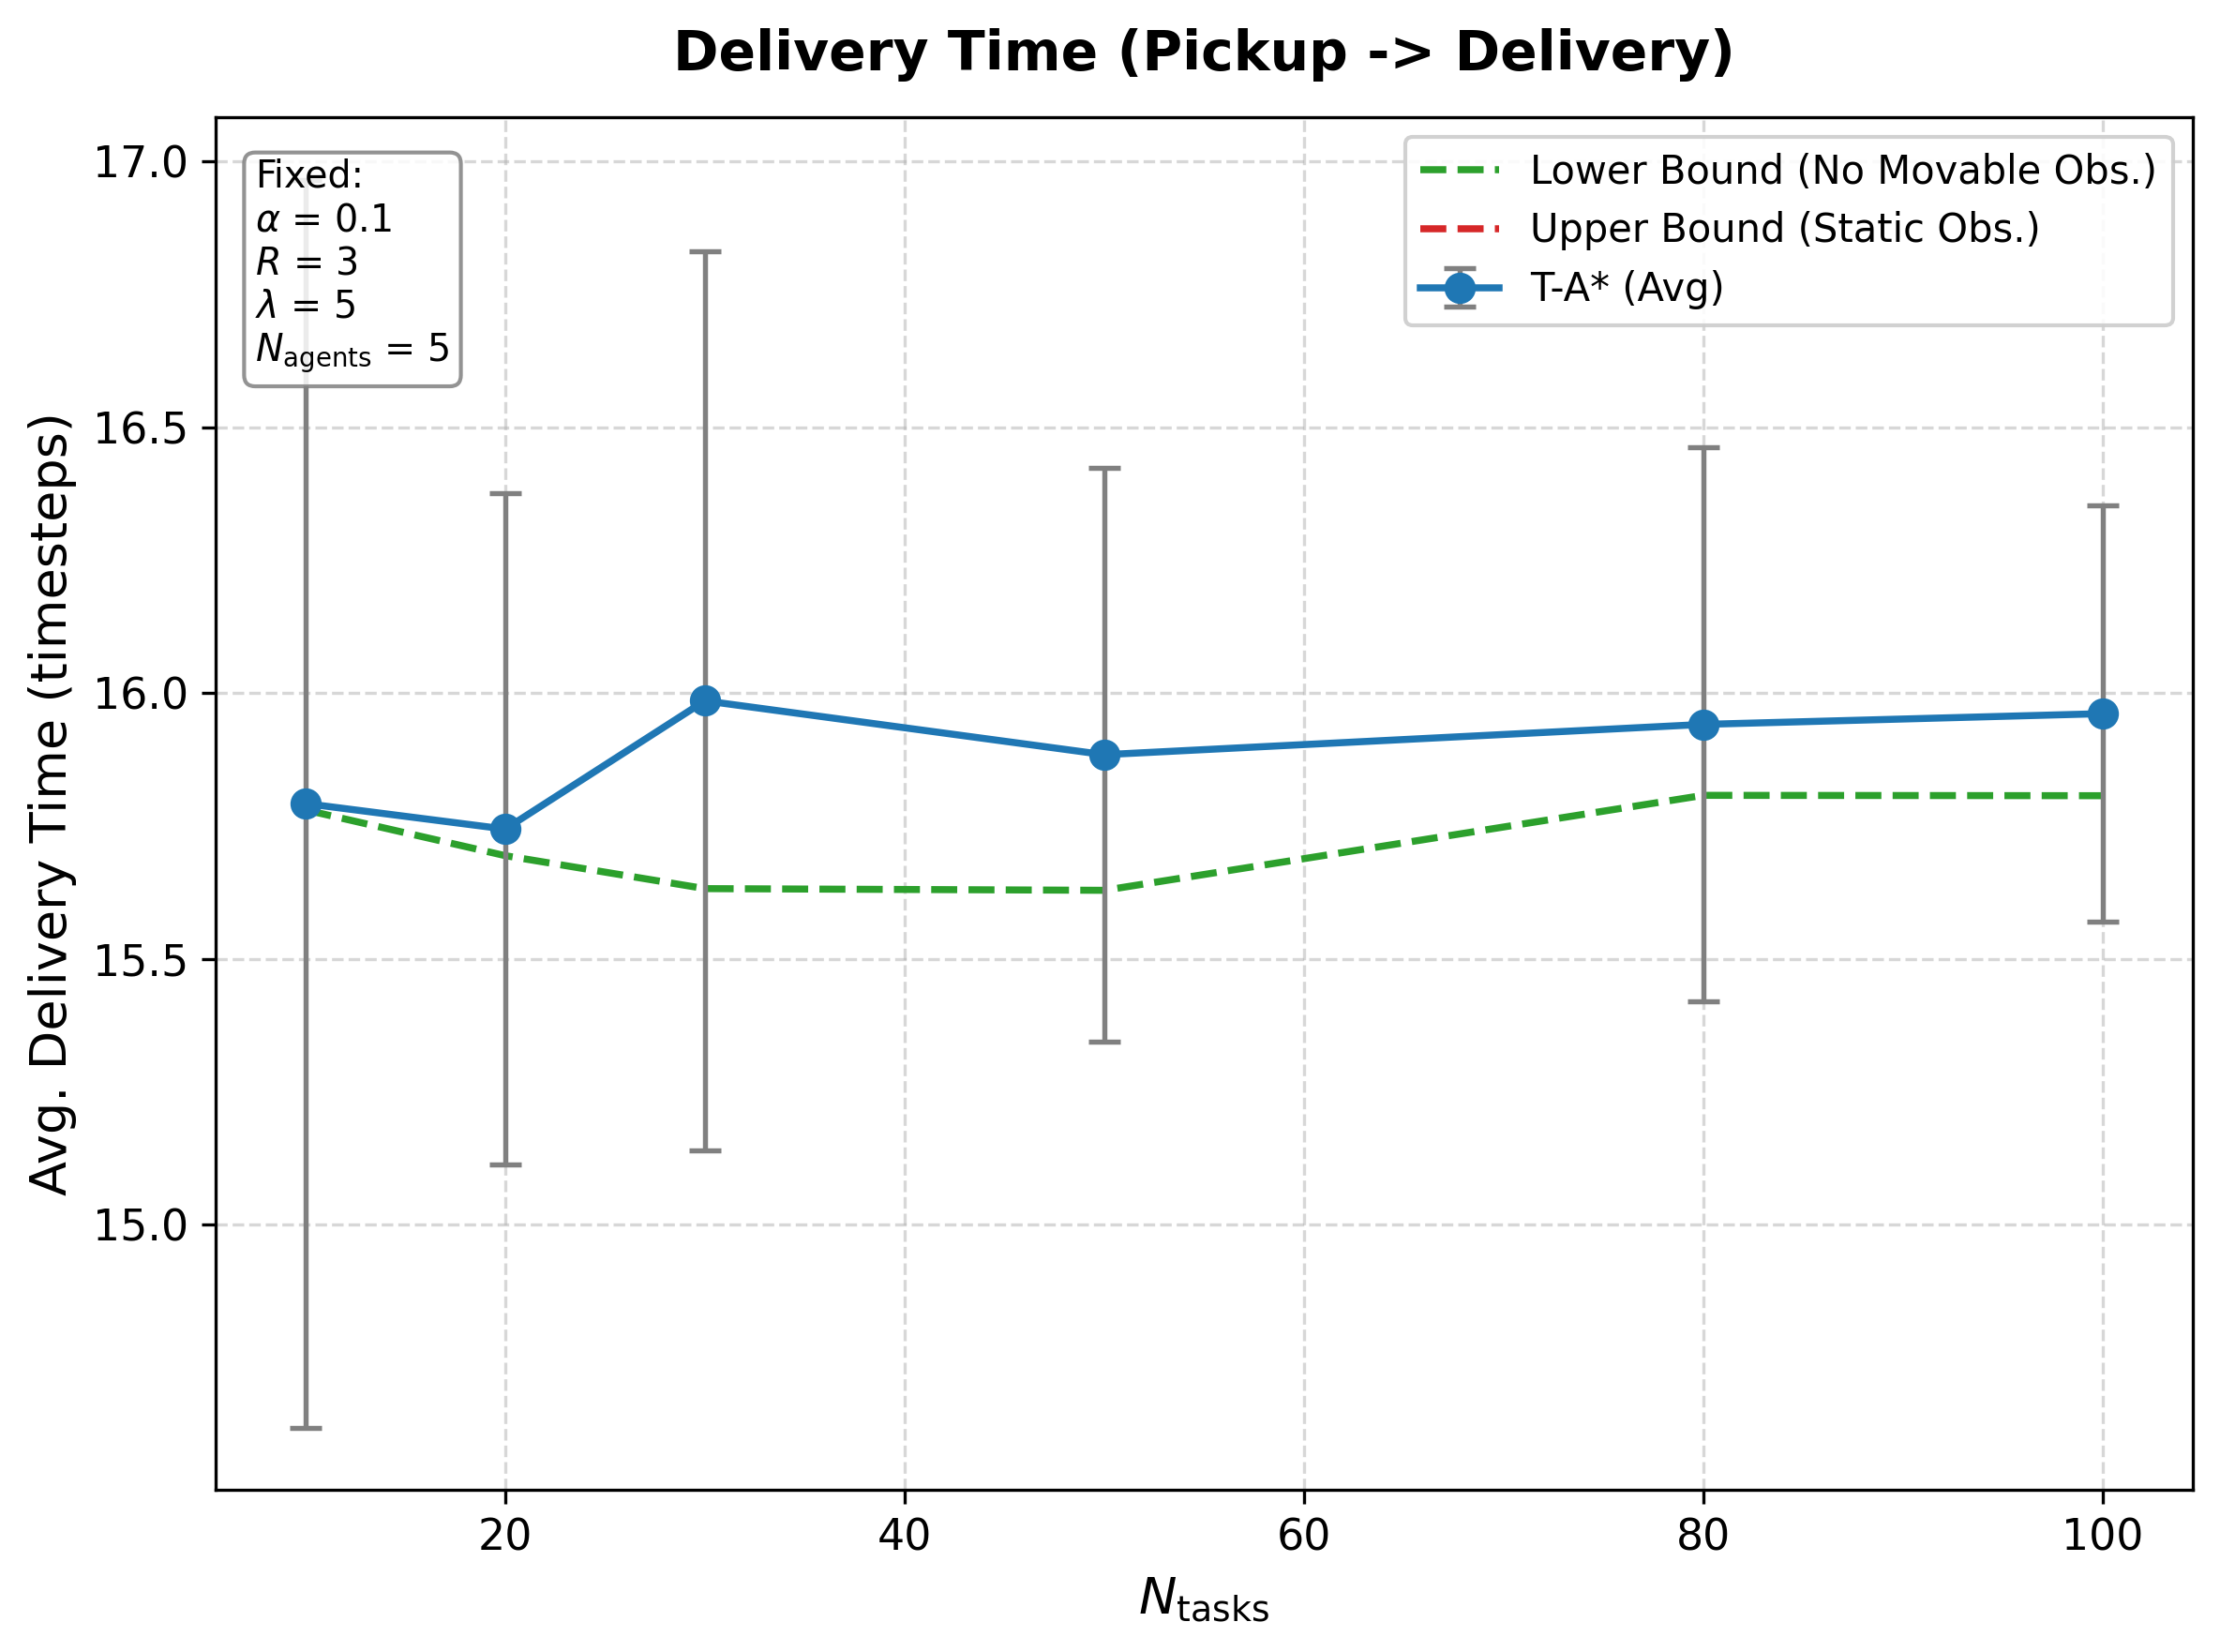 Delivery Time (Pickup -> Delivery)
Fixed:
α = 0.1
R = 3
λ = 5
N_agents = 5
Lower Bound (No Movable Obs.)
Upper Bound (Static Obs.)
T-A* (Avg)
Avg. Delivery Time (timesteps)
17.0
16.5
16.0
15.5
15.0
20 40 60 80 100
N_tasks